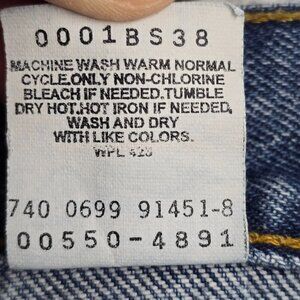 0001BS38
MACHINE WASH WARM NORMAL
CYCLE.ONLY NON-CHLORINE
BLEACH IF NEEDED.TUMBLE
DRY HOT.HOT IRON IF NEEDED,
WASH AND DRY
WITH LIKE COLORS.
WPL 423
740 0699 91451-8
00550-4891